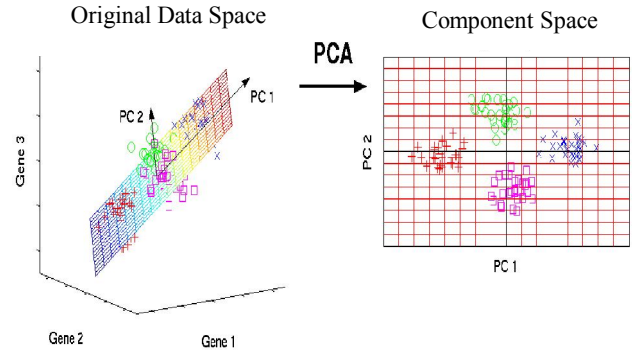 Original Data Space
Component Space
PCA
PC 1
PC 2
Gene 3
PC 2
Gene 2
Gene 1
PC 1